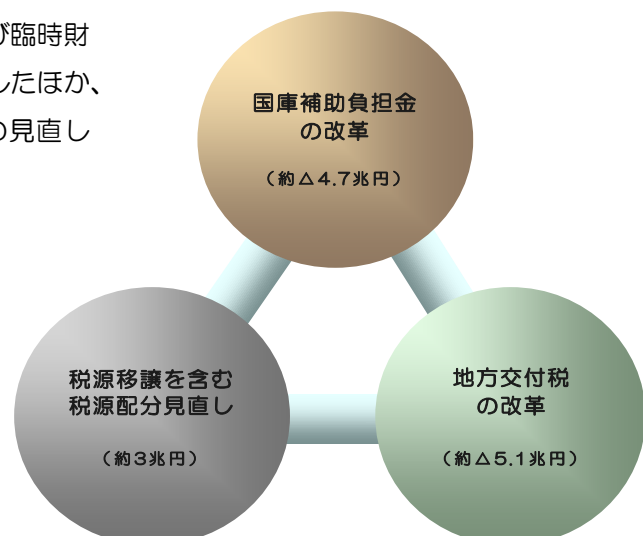 び臨時財
したほか、
の見直し
国庫補助負担金
の改革
（約△4.7兆円）
税源移譲を含む
税源配分見直し
（約3兆円）
地方交付税
の改革
（約△5.1兆円）